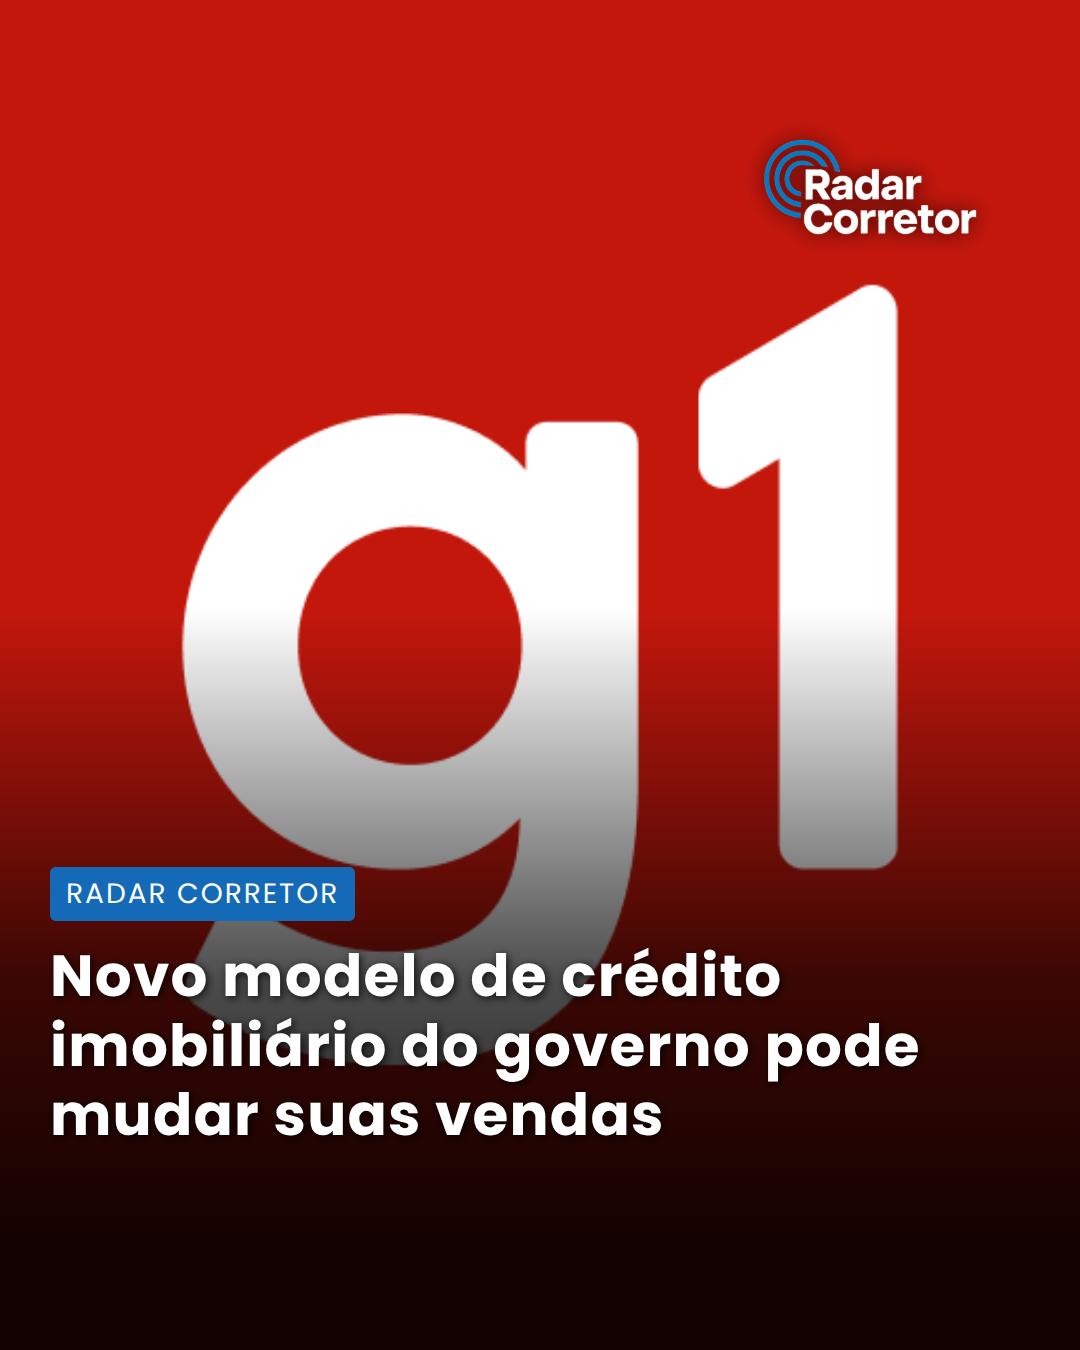 Radar
Corretor
g1
RADAR CORRETOR
Novo modelo de crédito
imobiliário do governo pode
mudar suas vendas